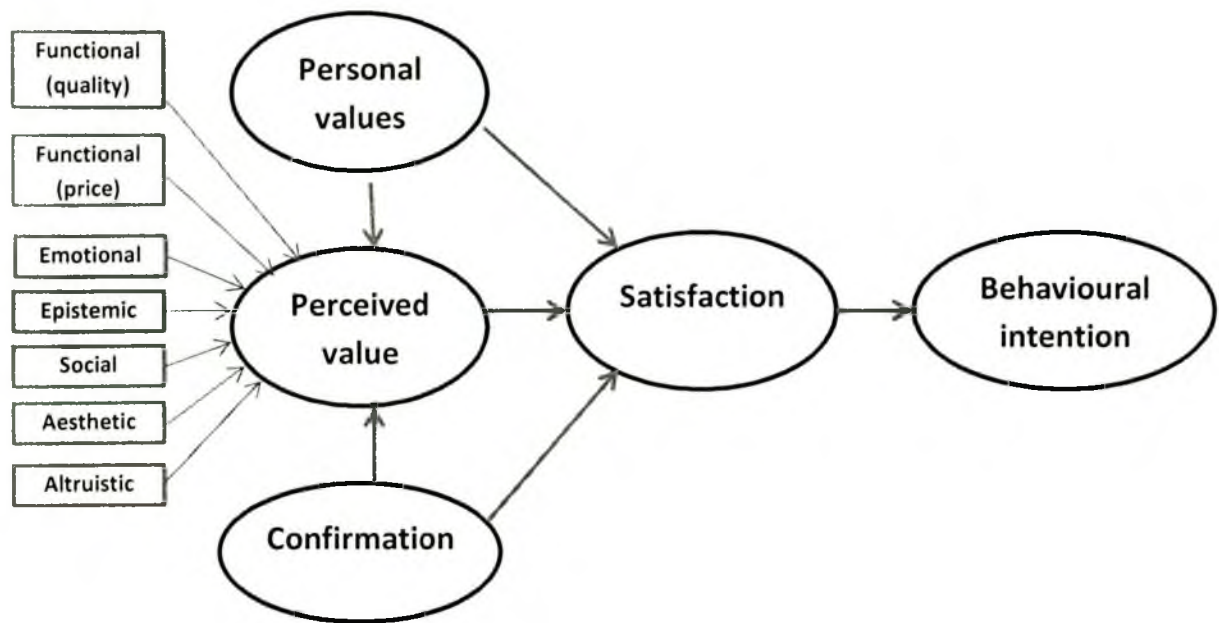 Functional
(quality)
Functional
(price)
Emotional
Epistemic
Social
Aesthetic
Altruistic
Personal
values
Perceived
value
Confirmation
Satisfaction
Behavioural
intention